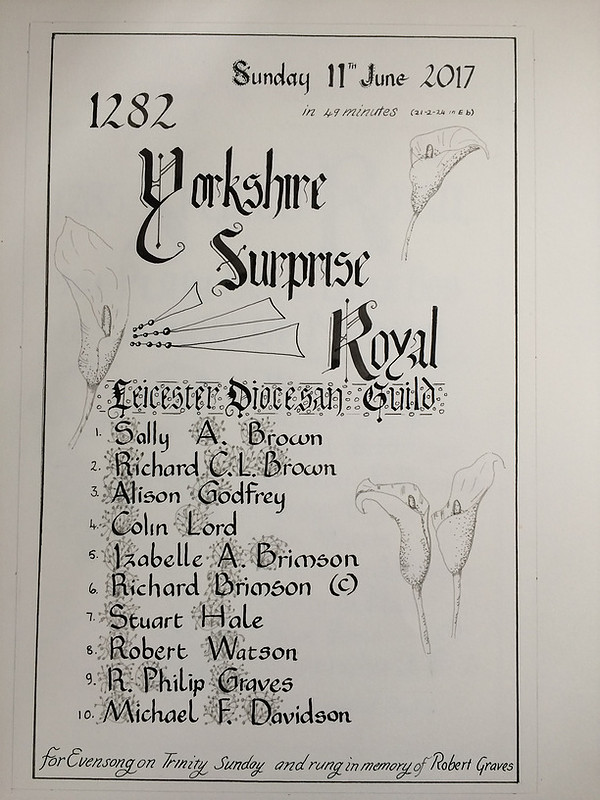 Sunday 11th June 2017
1282
in 49 minutes (21-2-24 in E b)
Yorkshire
Surprise
Royal
Leicester Diocesan Guild
1. Sally A. Brown
2. Richard C. L. Brown
3. Alison Godfrey
4. Colin Lord
5. Izabelle A. Brimson
6. Richard Brimson (C)
7. Stuart Hale
8. Robert Watson
9. R. Philip Graves
10. Michael F. Davidson
for Evensong on Trinity Sunday and rung in memory of Robert Graves